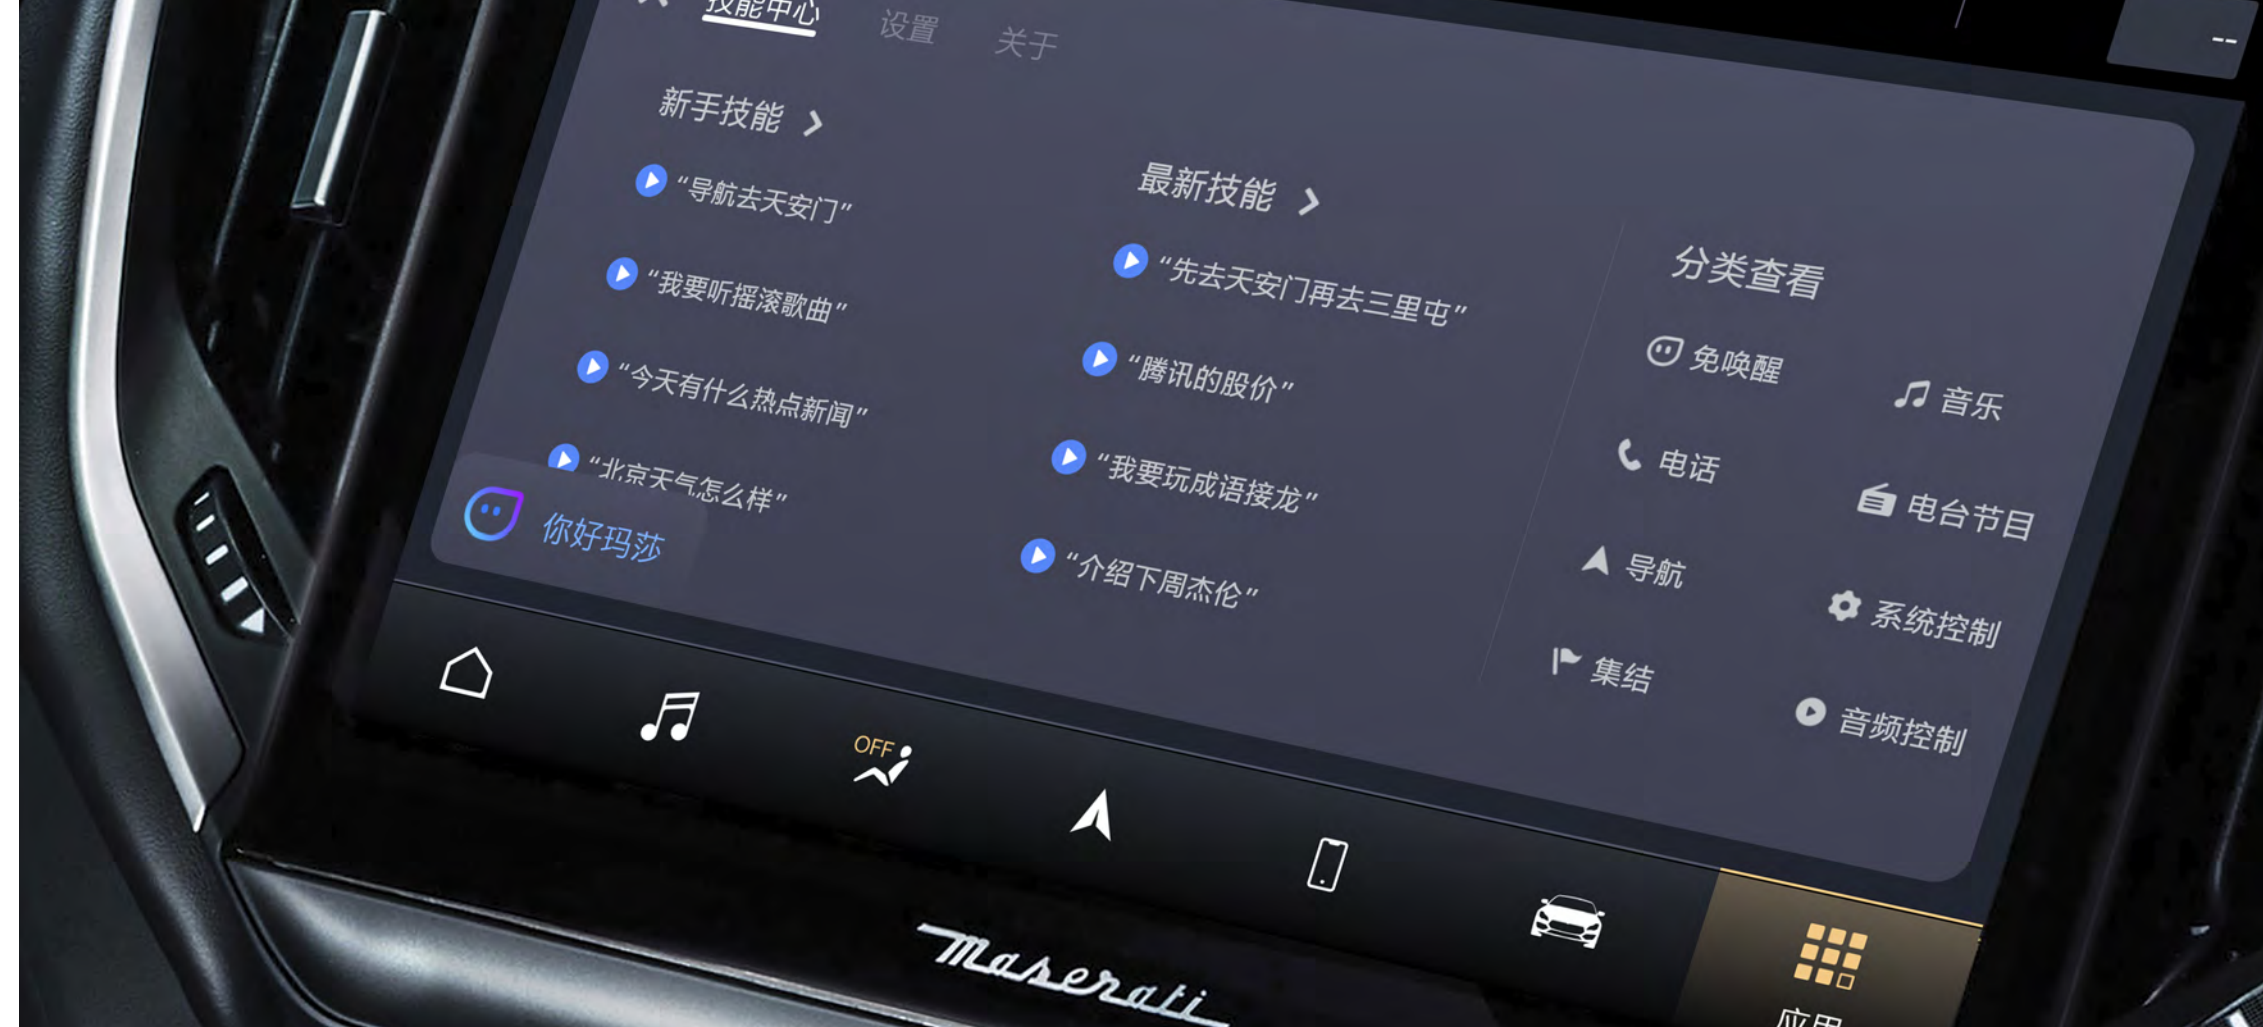 技能中心
设置
关于
新手技能
“导航去天安门”
“我要听摇滚歌曲”
“今天有什么热点新闻”
“北京天气怎么样”
你好玛莎
最新技能
“先去天安门再去三里屯”
“腾讯的股价”
“我要玩成语接龙”
“介绍下周杰伦”
分类查看
免唤醒
音乐
电话
电台节目
导航
系统控制
集结
音频控制
--
OFF
应用
Maserati